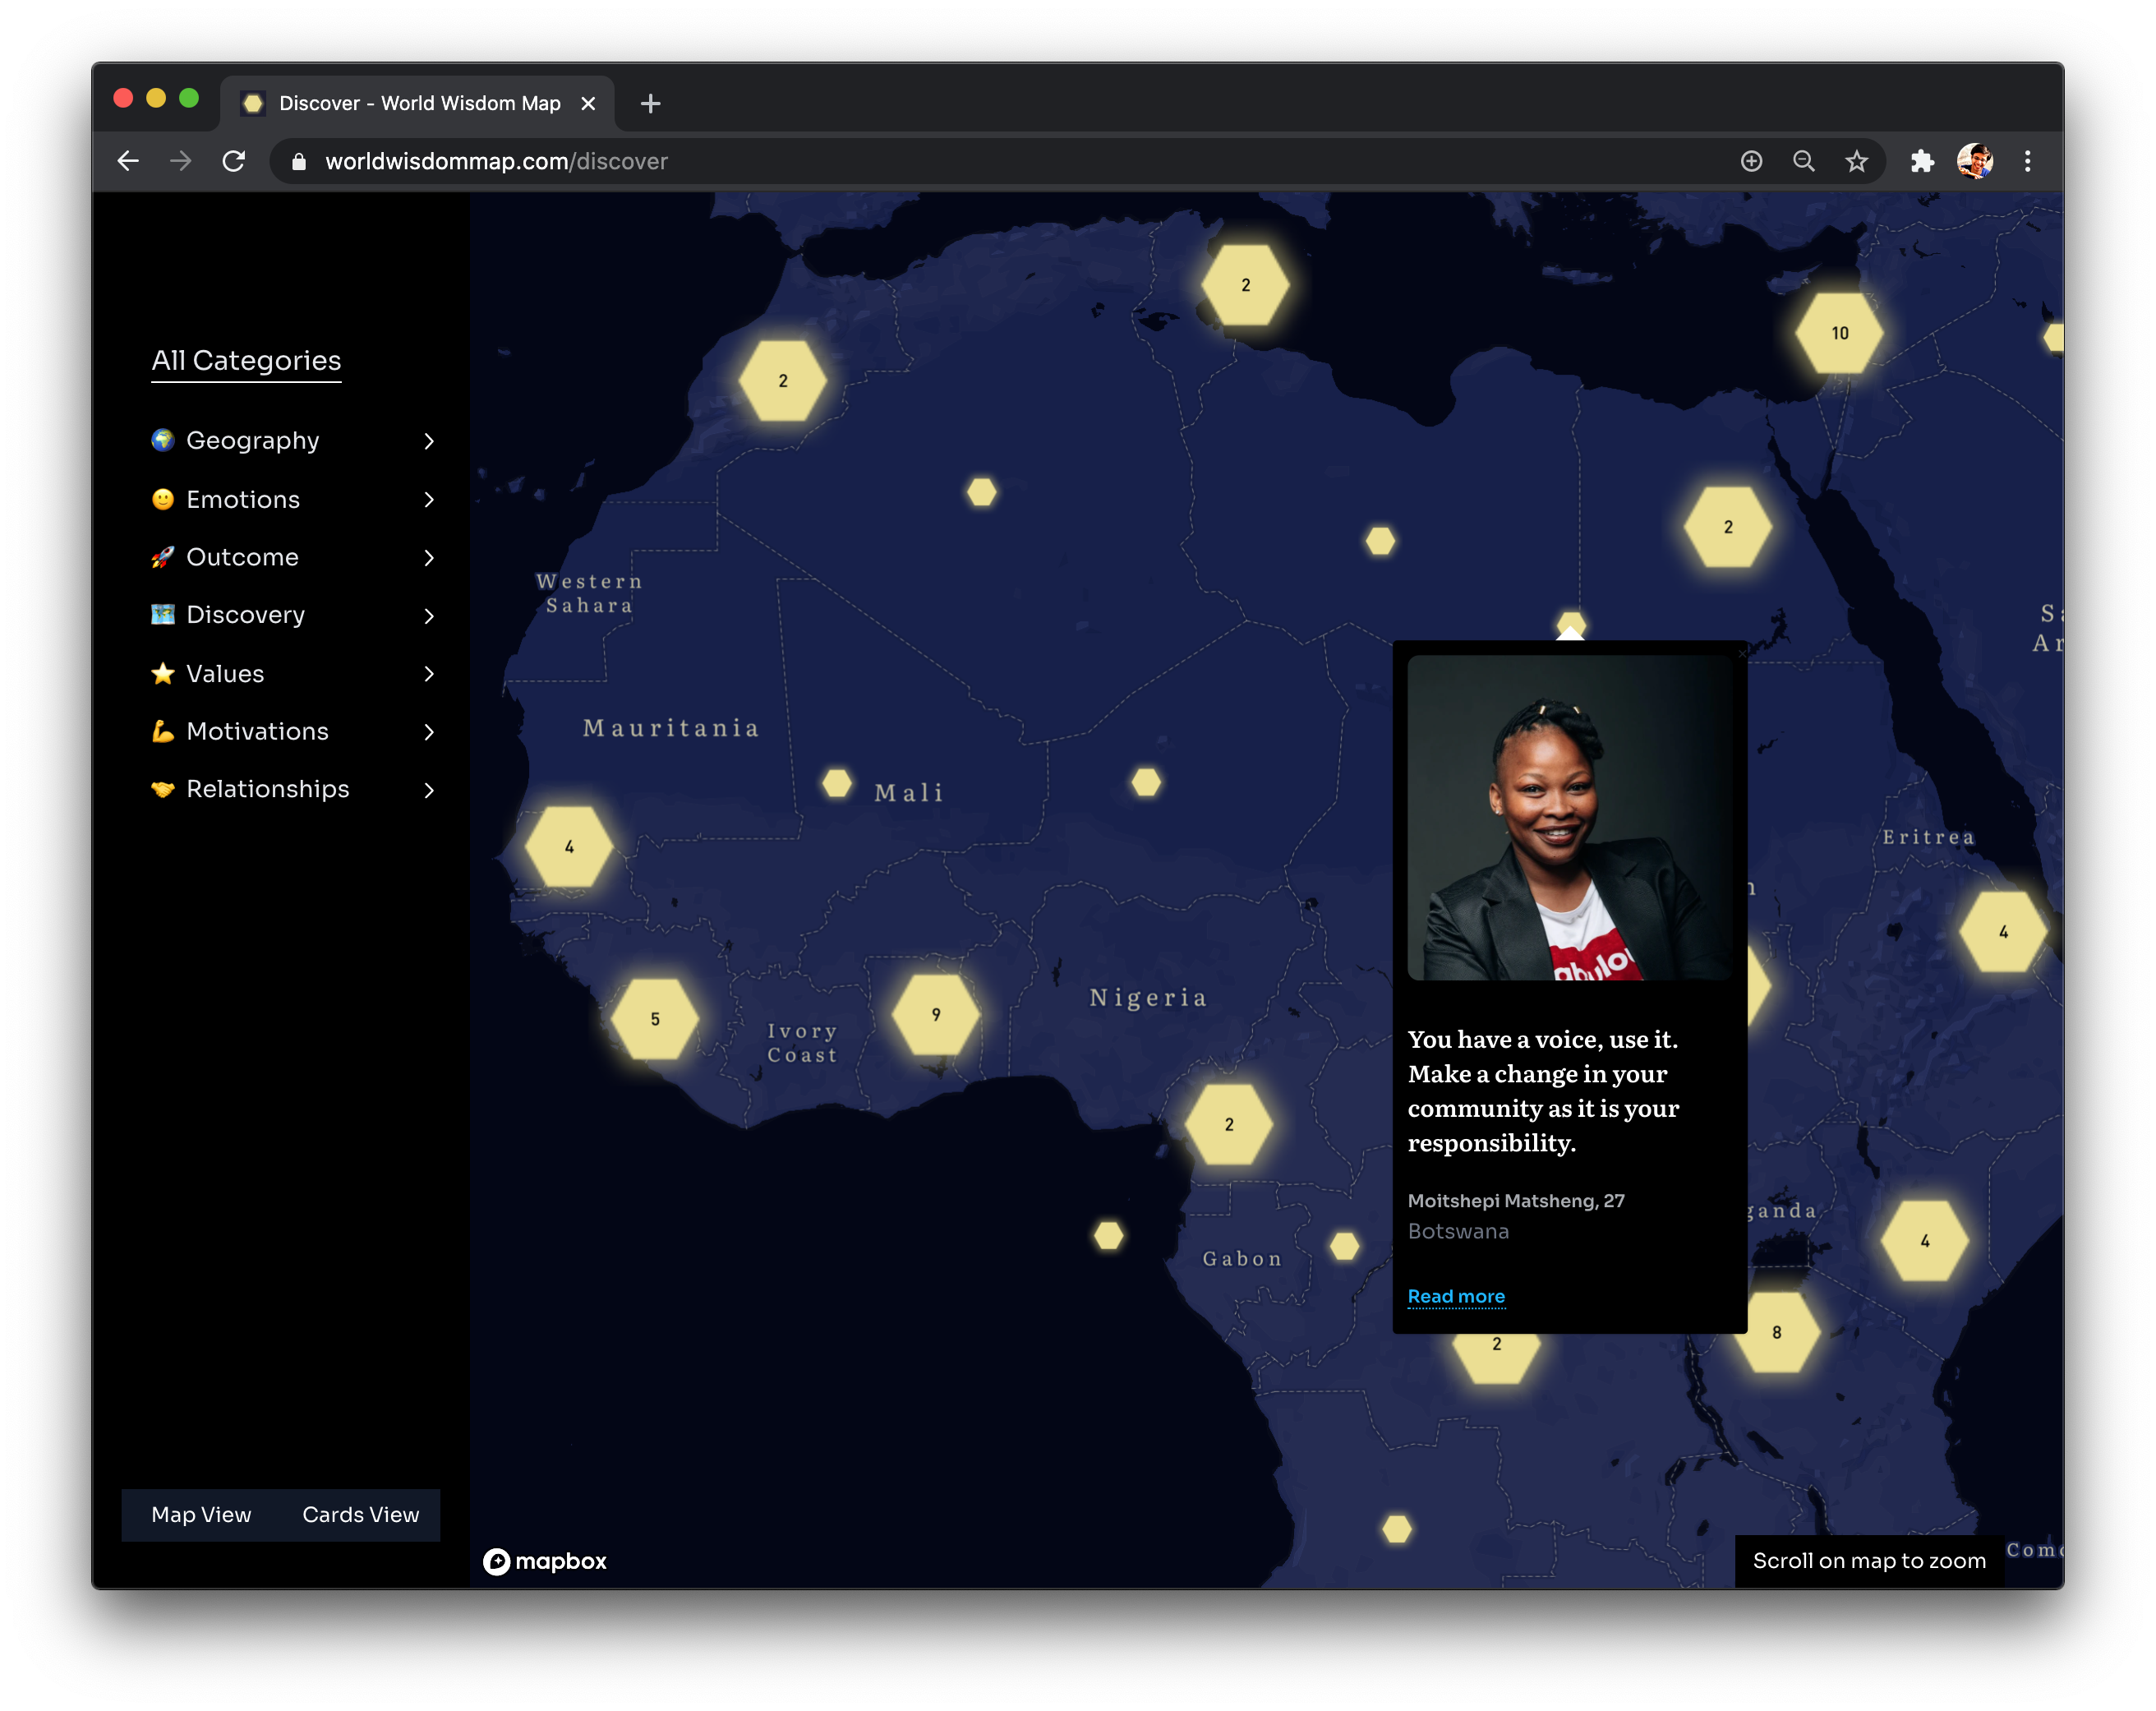 Discover - World Wisdom Map
worldwisdommap.com/discover
All Categories
Geography
Emotions
Outcome
Discovery
Values
Motivations
Relationships
Map View
Cards View
2
10
2
2
Western
Sahara
Mauritania
Mali
4
Eritrea
4
5
9
Nigeria
Ivory
Coast
2
Gabon
ganda
4
8
2
You have a voice, use it.
Make a change in your
community as it is your
responsibility.
Moitshepi Matsheng, 27
Botswana
Read more
mapbox
Scroll on map to zoom